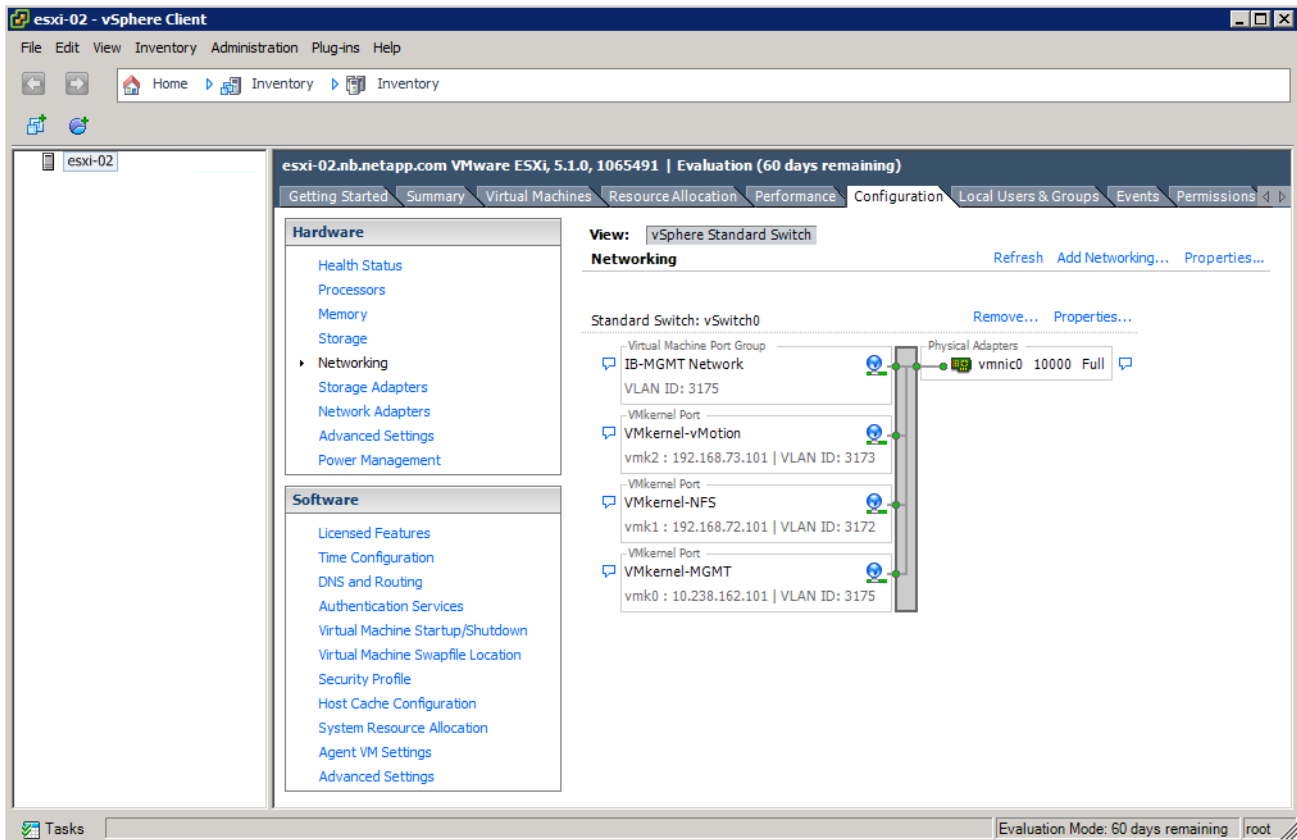 esxi-02 - vSphere Client
File Edit View Inventory Administration Plug-ins Help
Home Inventory Inventory
esxi-02
esxi-02.nb.netapp.com VMware ESXi, 5.1.0, 1065491 | Evaluation (60 days remaining)
Getting Started Summary Virtual Machines Resource Allocation Performance Configuration Local Users & Groups Events Permissions
Hardware
Health Status
Processors
Memory
Storage
Networking
Storage Adapters
Network Adapters
Advanced Settings
Power Management
Software
Licensed Features
Time Configuration
DNS and Routing
Authentication Services
Virtual Machine Startup/Shutdown
Virtual Machine Swapfile Location
Security Profile
Host Cache Configuration
System Resource Allocation
Agent VM Settings
Advanced Settings
View: vSphere Standard Switch
Networking
Refresh Add Networking... Properties...
Standard Switch: vSwitch0
Remove... Properties...
Virtual Machine Port Group
IB-MGMT Network
VLAN ID: 3175
VMkernel Port
VMkernel-vMotion
vmk2 : 192.168.73.101 | VLAN ID: 3173
VMkernel Port
VMkernel-NFS
vmk1 : 192.168.72.101 | VLAN ID: 3172
VMkernel Port
VMkernel-MGMT
vmk0 : 10.238.162.101 | VLAN ID: 3175
Physical Adapters
vmnic0 10000 Full
Tasks
Evaluation Mode: 60 days remaining
root